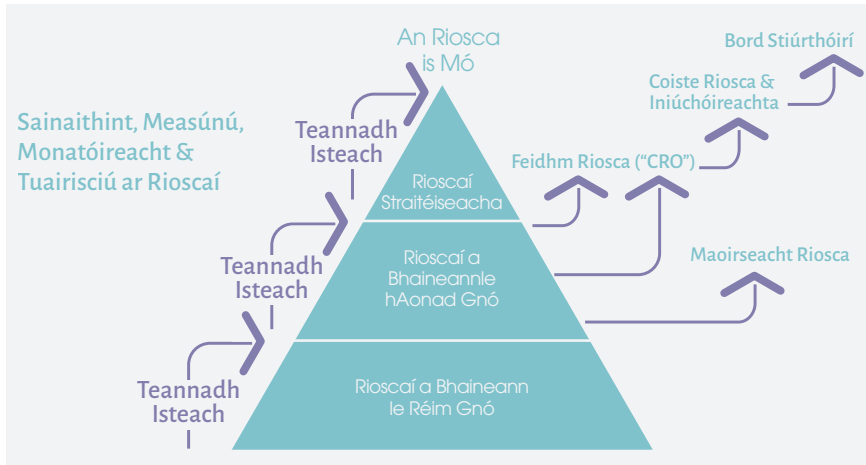 An Riosca
is Mó
Bord Stiúrthóirí
Coiste Riosca &
Iniúchóireachta
Sainaithint, Measúnú,
Monatóireacht &
Tuairisciú ar Rioscaí
Teannadh
Isteach
Feidhm Riosca (“CRO”)
Rioscaí
Straitéiseacha
Teannadh
Isteach
Rioscaí a
Bhaineannle
hAonad Gnó
Maoirseacht Riosca
Teannadh
Isteach
Rioscaí a Bhaineann
le Réim Gnó